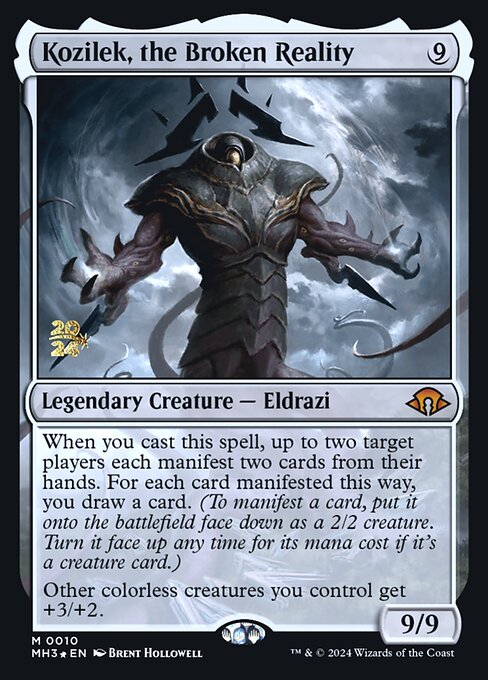 Kozilek, the Broken Reality 9
2024
Legendary Creature — Eldrazi
When you cast this spell, up to two target
players each manifest two cards from their
hands. For each card manifested this way,
you draw a card. (To manifest a card, put it
onto the battlefield face down as a 2/2 creature.
Turn it face up any time for its mana cost if it's
a creature card.)
Other colorless creatures you control get
+3/+2.
9/9
M 0010
MH3★EN Brent Hollowell ™ & © 2024 Wizards of the Coast